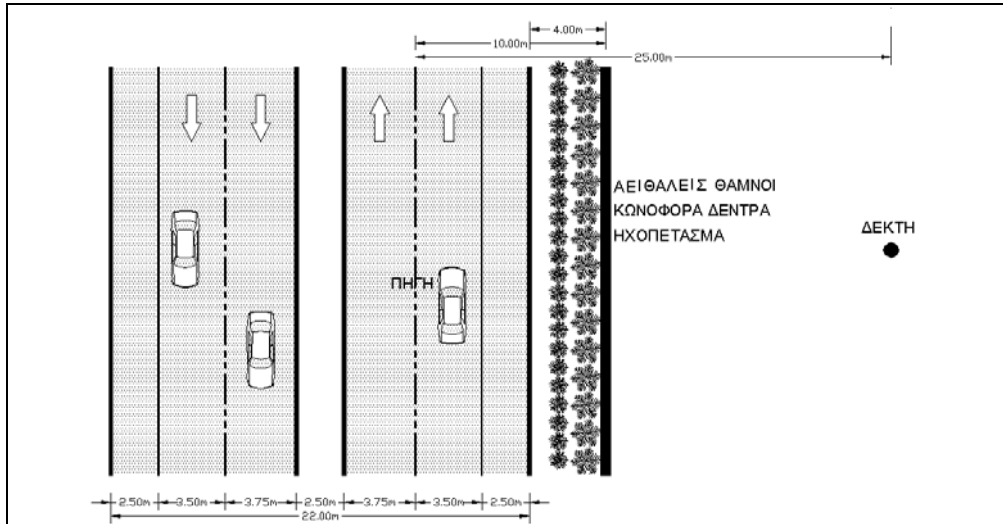 4.00m
10.00m
25.00m
ΑΕΙΘΑΛΕΙΣ ΘΑΜΝΟΙ
ΚΩΝΟΦΟΡΑ ΔΕΝΤΡΑ
ΗΧΟΠΕΤΑΣΜΑ
ΔΕΚΤΗ
ΠΗΓΗ
2.50m 3.50m 3.75m 2.50m 3.75m 3.50m 2.50m
22.00m